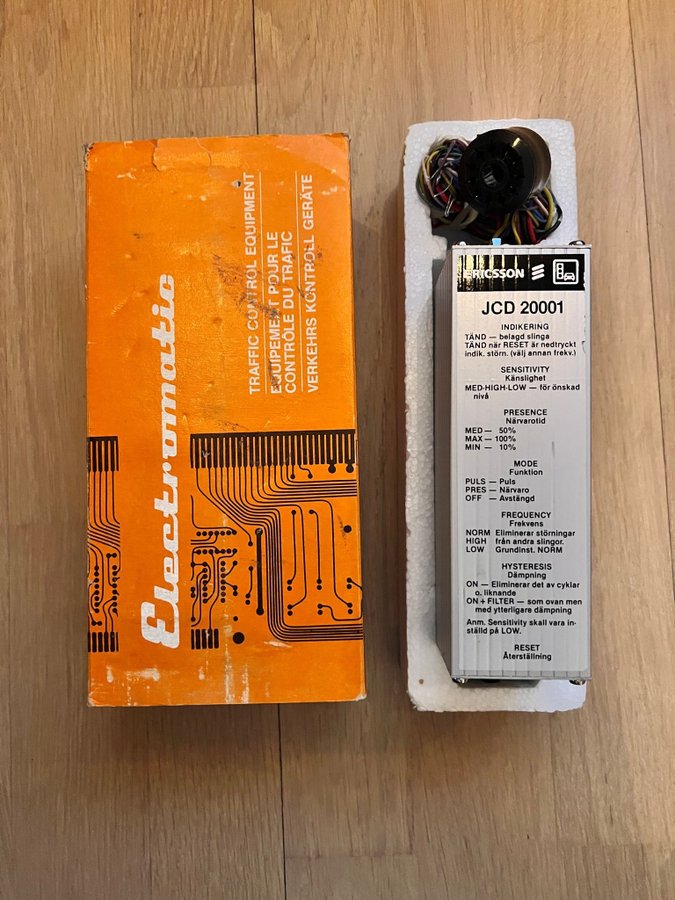 Electromatic
TRAFFIC CONTROL EQUIPMENT
EQUIPEMENT POUR LE
CONTRÔLE DU TRAFIC
VERKEHRS KONTROLL GERÄTE
ERICSSON
JCD 20001
INDIKERING
TÄND — belagd slinga
TÄND när RESET är nedtryckt
indik. störn. (välj annan frekv.)
SENSITIVITY
Känslighet
MED-HIGH-LOW — för önskad
nivå
PRESENCE
Närvarotid
MED — 50%
MAX — 100%
MIN — 10%
MODE
Funktion
PULS — Puls
PRES — Närvaro
OFF — Avstängd
FREQUENCY
Frekvens
NORM Eliminerar störningar
HIGH från andra slingor.
LOW Grundinst. NORM
HYSTERESIS
Dämpning
ON — Eliminerar det av cyklar
o. liknande
ON + FILTER — som ovan men
med ytterligare dämpning
Anm. Sensitivity skall vara in-
ställd på LOW.
RESET
Återställning